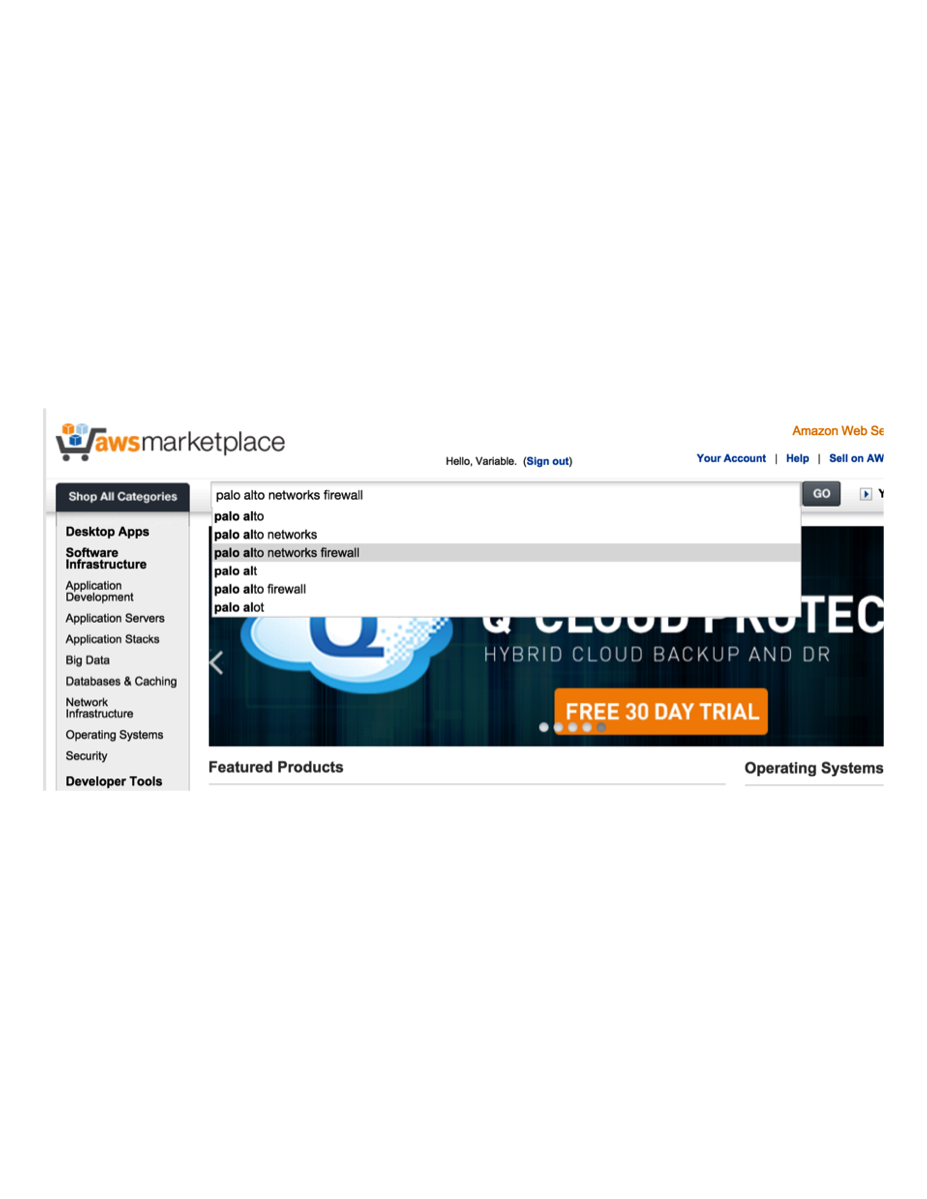 awsmarketplace
Amazon Web Se
Hello, Variable. (Sign out)
Your Account | Help | Sell on AW
Shop All Categories
palo alto networks firewall
GO
Y
palo alto
palo alto networks
palo alto networks firewall
palo alt
palo alto firewall
palo alot
Desktop Apps
Software
Infrastructure
Application
Development
Application Servers
Application Stacks
Big Data
Databases & Caching
Network
Infrastructure
Operating Systems
Security
Developer Tools
Q
Q CLOUD PROTEC
HYBRID CLOUD BACKUP AND DR
FREE 30 DAY TRIAL
Featured Products
Operating Systems